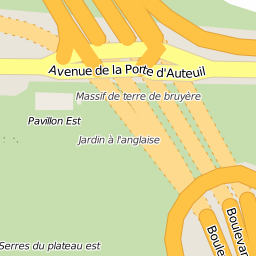 Avenue de la Porte d'Auteuil
Massif de terre de bruyère
Pavillon Est
Jardin à l'anglaise
Serres du plateau est